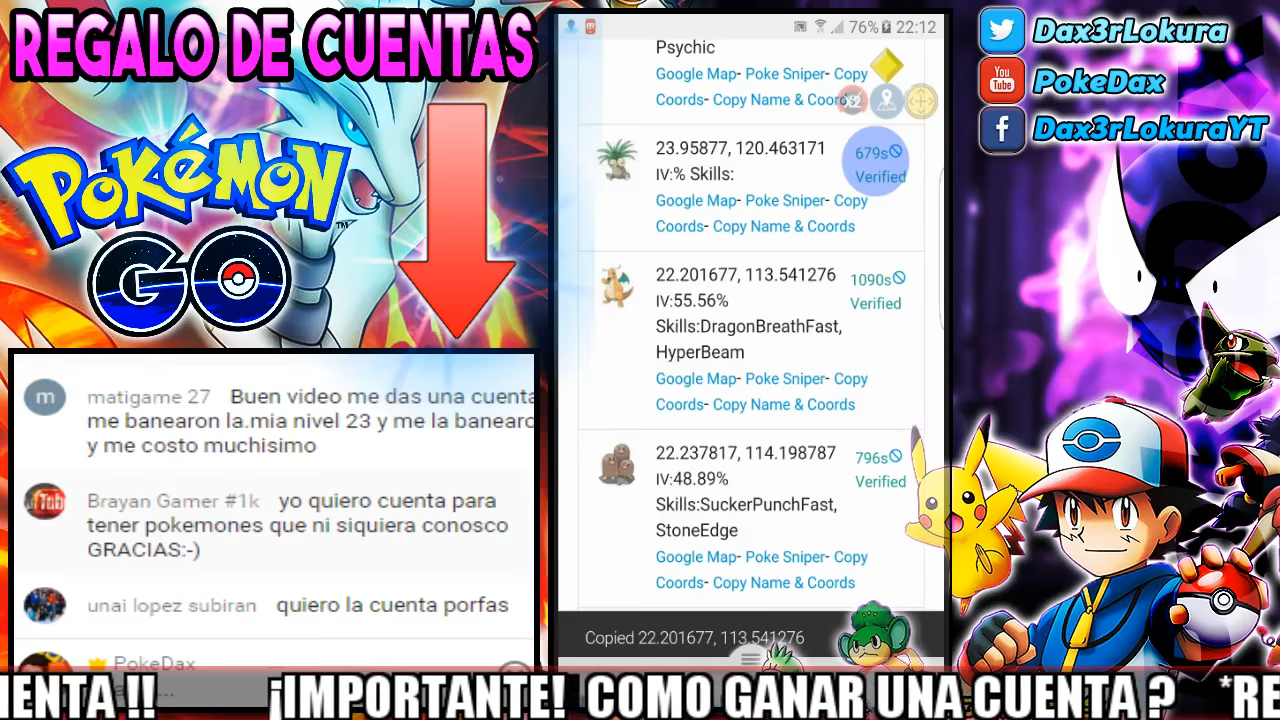 REGALO DE CUENTAS
POKÉMON
TM
GO
76% 22:12
Psychic
Google Map- Poke Sniper- Copy
Coords- Copy Name & Coords
23.95877, 120.463171
679s
IV:% Skills:
Verified
Google Map- Poke Sniper- Copy
Coords- Copy Name & Coords
22.201677, 113.541276
1090s
IV:55.56%
Verified
Skills:DragonBreathFast,
HyperBeam
Google Map- Poke Sniper- Copy
Coords- Copy Name & Coords
22.237817, 114.198787
796s
IV:48.89%
Verified
Skills:SuckerPunchFast,
StoneEdge
Google Map- Poke Sniper- Copy
Coords- Copy Name & Coords
Copied 22.201677, 113.541276
Dax3rLokura
You
Tube
PokeDax
f
Dax3rLokuraYT
m
matigame 27 Buen video me das una cuenta
me banearon la.mia nivel 23 y me la banearo
y me costo muchisimo
Tub
Brayan Gamer #1k yo quiero cuenta para
tener pokemones que ni siquiera conosco
GRACIAS:-)
unai lopez subiran quiero la cuenta porfas
PokeDax
IENTA !! ¡IMPORTANTE! COMO GANAR UNA CUENTA ? *RE